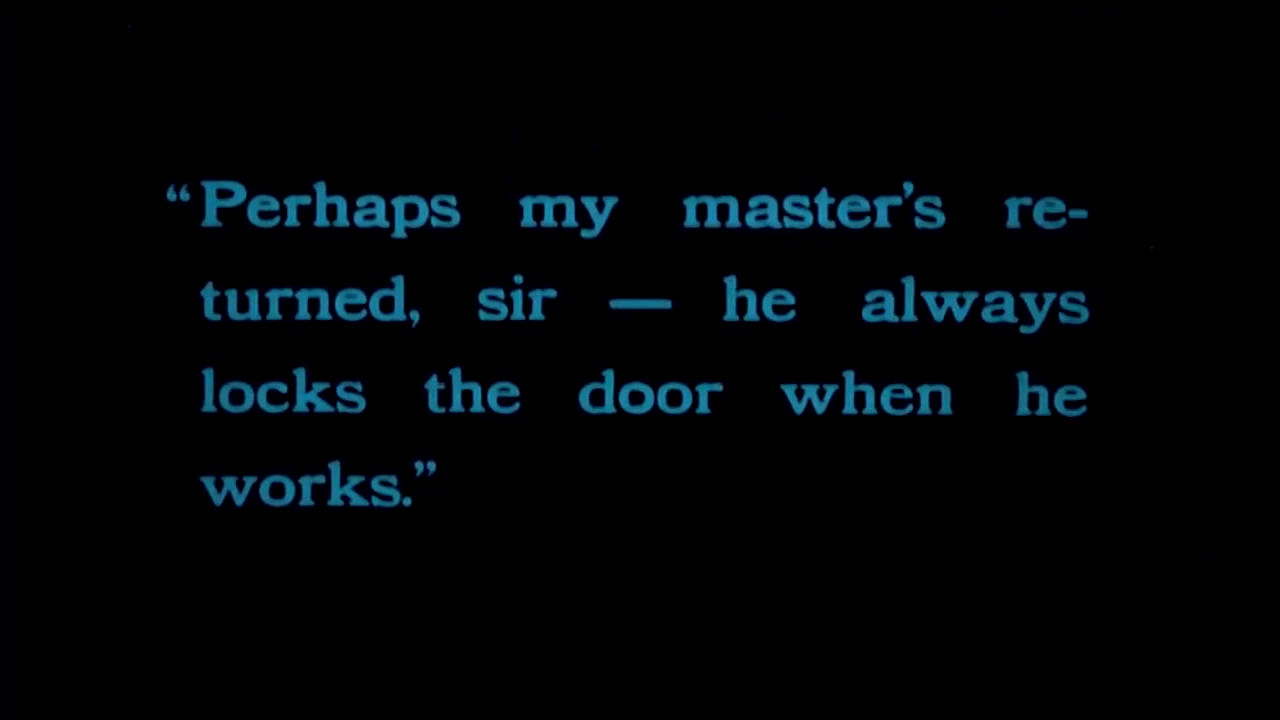 “Perhaps my master’s re-
turned, sir — he always
locks the door when he
works.”